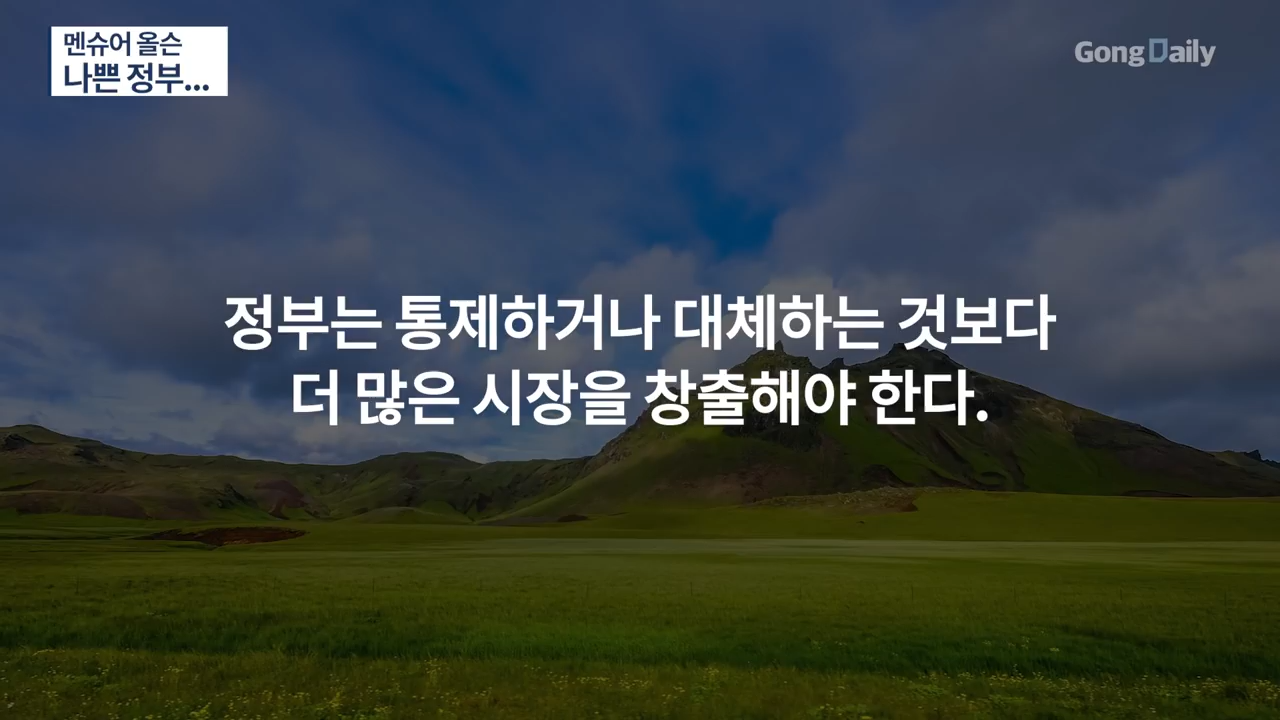 멘슈어 올슨
나쁜 정부...
Gong Daily
정부는 통제하거나 대체하는 것보다
더 많은 시장을 창출해야 한다.